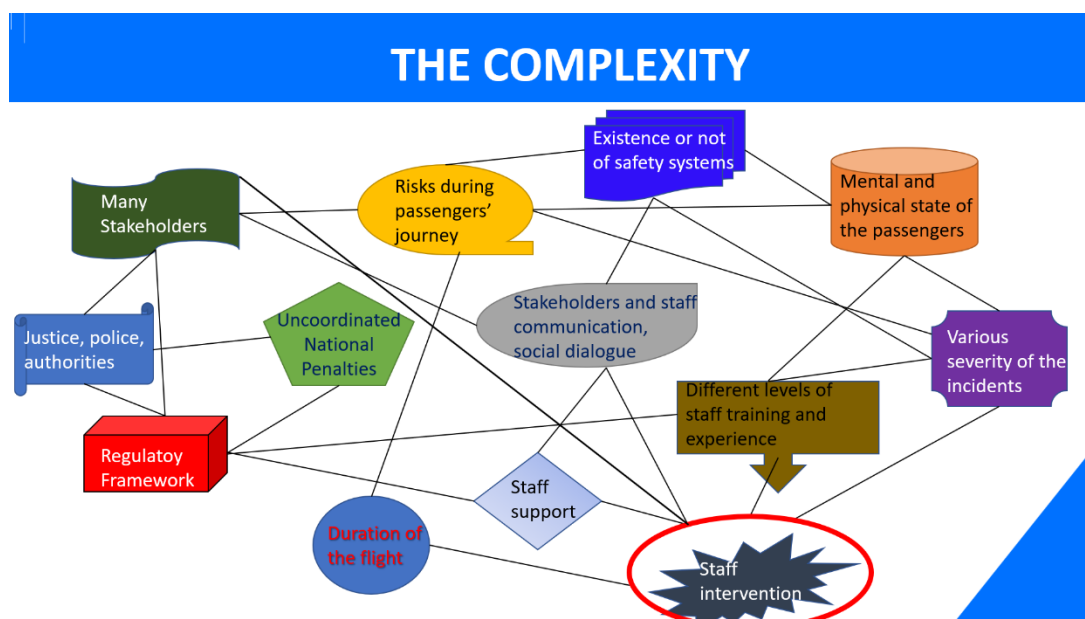 THE COMPLEXITY
Existence or not
of safety systems
Many
Stakeholders
Risks during
passengers’
journey
Mental and
physical state of
the passengers
Justice, police,
authorities
Uncoordinated
National
Penalties
Stakeholders and staff
communication,
social dialogue
Various
severity of the
incidents
Different levels of
staff training and
experience
Regulatoy
Framework
Staff
support
Duration of
the flight
Staff
intervention